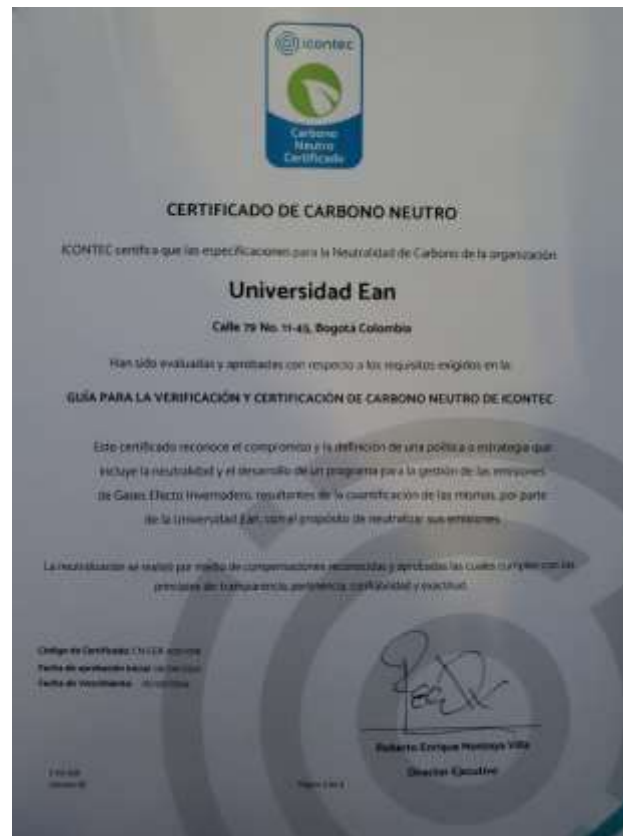 icontec
Carbono
Neutro
Certificado
CERTIFICADO DE CARBONO NEUTRO
ICONTEC certifica que las especificaciones para la Neutralidad de Carbono de la organización
Universidad Ean
Calle 79 No. 11-45, Bogotá Colombia
Han sido evaluadas y aprobadas con respecto a los requisitos exigidos en la:
GUÍA PARA LA VERIFICACIÓN Y CERTIFICACIÓN DE CARBONO NEUTRO DE ICONTEC
Este certificado reconoce el compromiso y la definición de una política o estrategia que
incluye la neutralidad y el desarrollo de un programa para la gestión de las emisiones
de Gases Efecto Invernadero, resultantes de la cuantificación de las mismas, por parte
de la Universidad Ean, con el propósito de neutralizar sus emisiones
La neutralización se realizó por medio de compensaciones reconocidas y aprobadas las cuales cumplen con los
principios de transparencia, pertinencia, confiabilidad y exactitud.
Código de Certificado:
Fecha de aprobación inicial:
Fecha de Vencimiento:
Roberto Enrique Montoya Villa
Director Ejecutivo